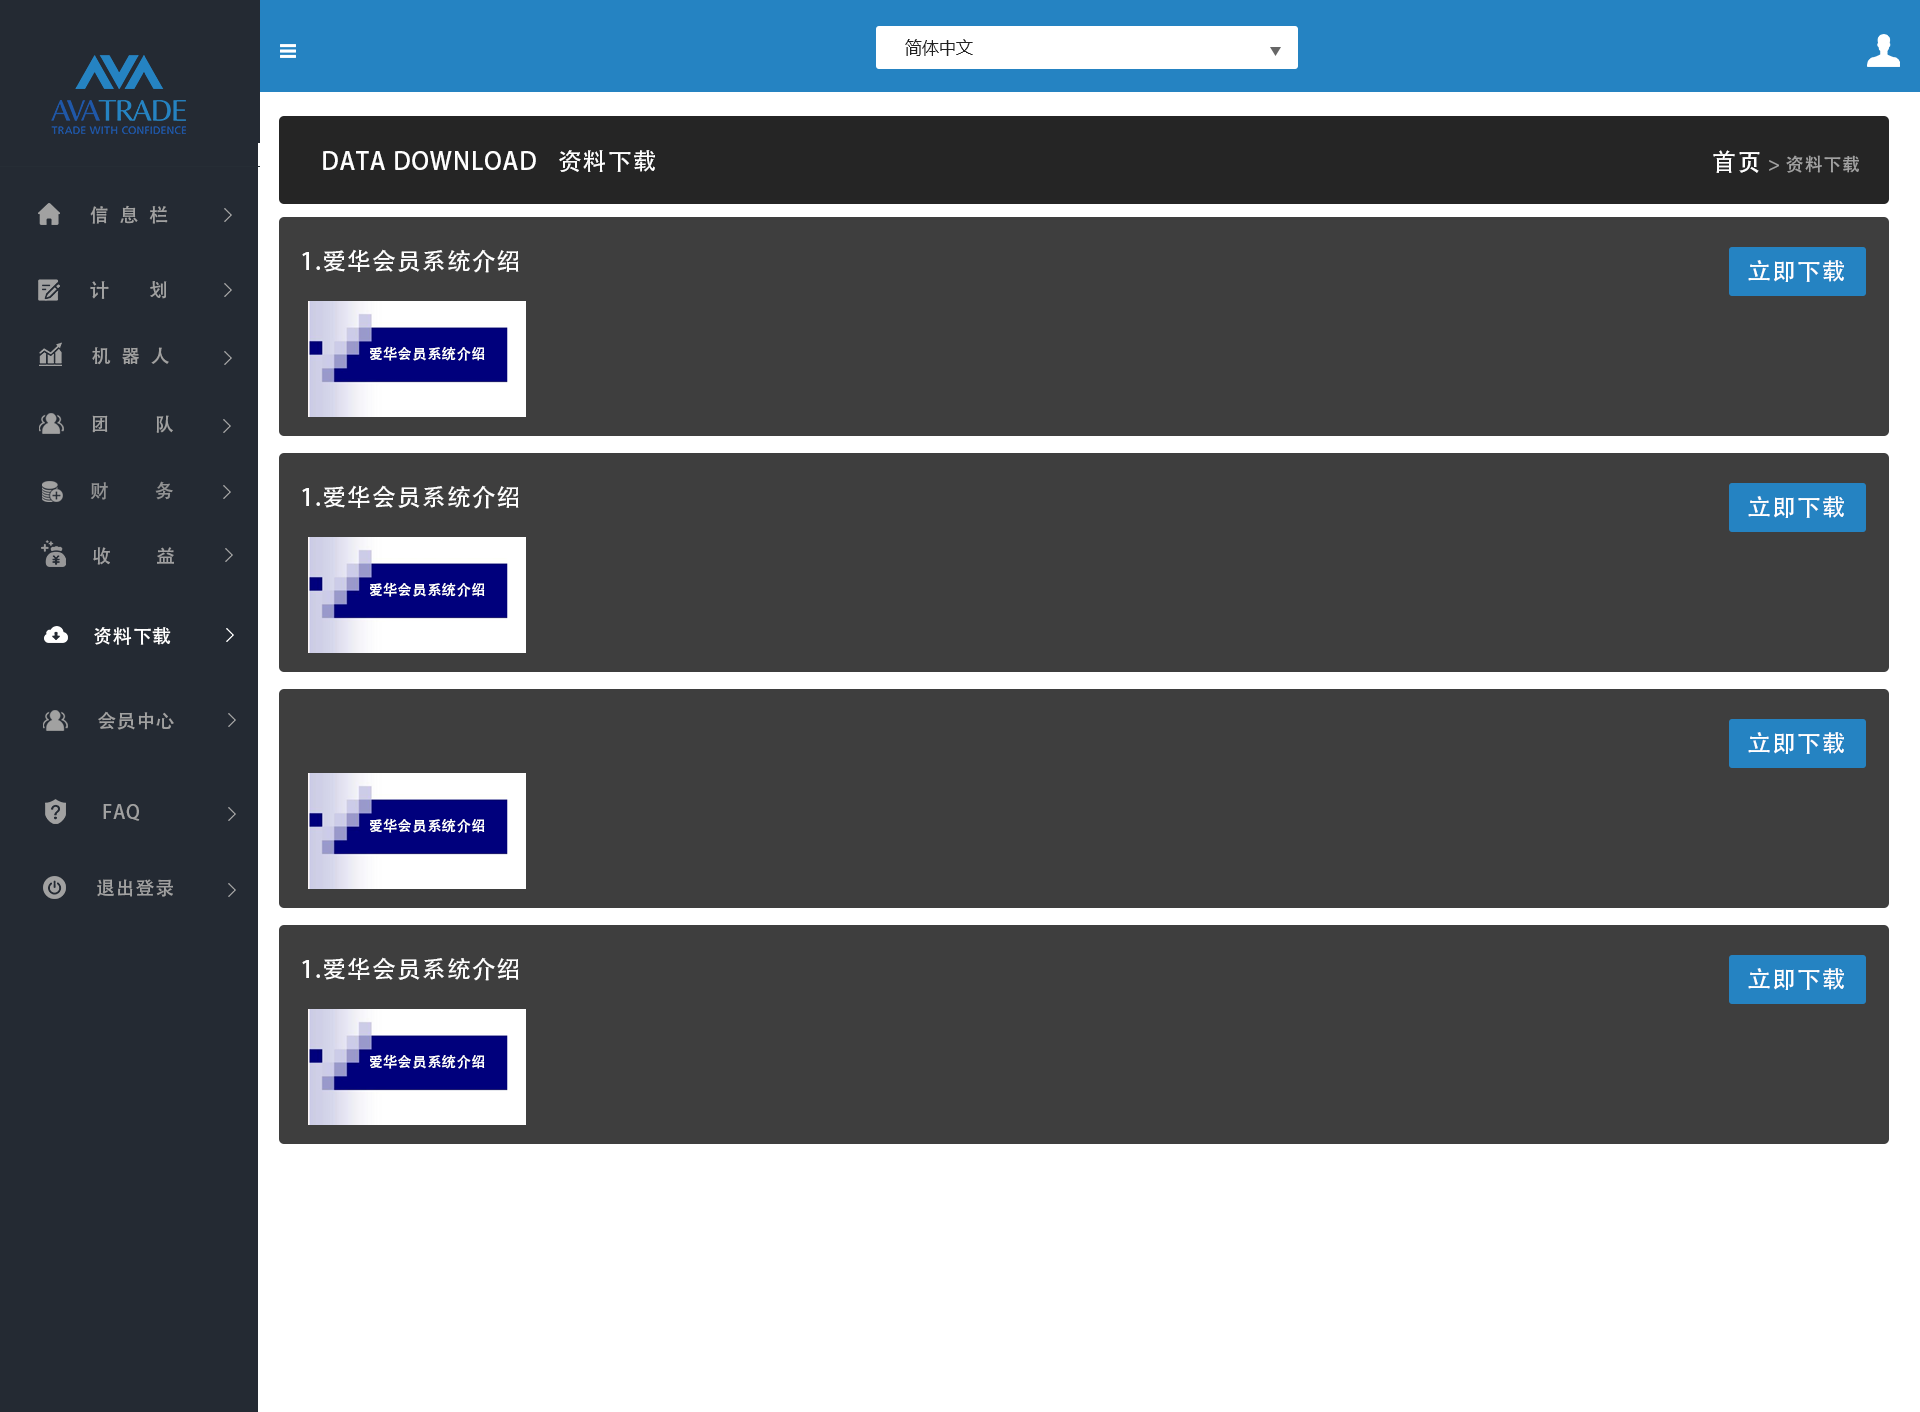 AVATRADE
TRADE WITH CONFIDENCE
信息栏
计划
机器人
团队
财务
收益
资料下载
会员中心
FAQ
退出登录
简体中文
DATA DOWNLOAD 资料下载
首页 > 资料下载
1.爱华会员系统介绍
立即下载
爱华会员系统介绍
1.爱华会员系统介绍
立即下载
爱华会员系统介绍
立即下载
爱华会员系统介绍
1.爱华会员系统介绍
立即下载
爱华会员系统介绍